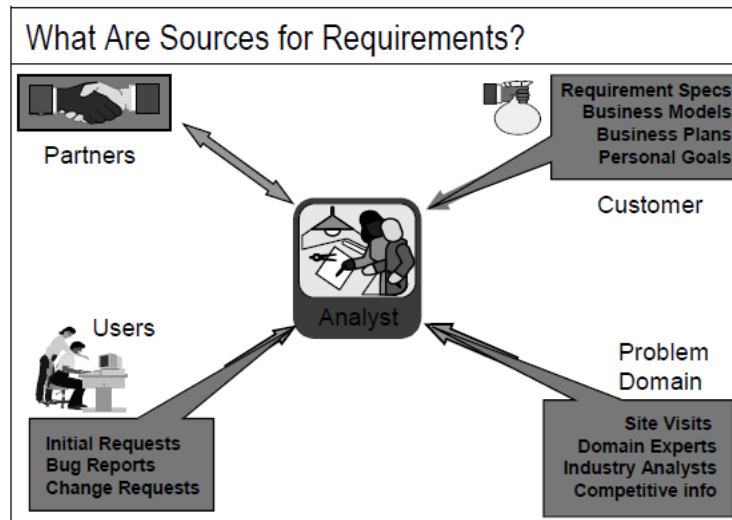 What Are Sources for Requirements?
Partners
Requirement Specs
Business Models
Business Plans
Personal Goals
Customer
Analyst
Users
Initial Requests
Bug Reports
Change Requests
Problem
Domain
Site Visits
Domain Experts
Industry Analysts
Competitive info